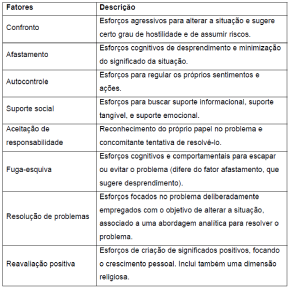 Fatores Descrição
Confronto Esforços agressivos para alterar a situação e sugere
certo grau de hostilidade e de assumir riscos.
Afastamento Esforços cognitivos de desprendimento e minimização
do significado da situação.
Autocontrole Esforços para regular os próprios sentimentos e
ações.
Suporte social Esforços para buscar suporte informacional, suporte
tangível, e suporte emocional.
Aceitação de Reconhecimento do próprio papel no problema e
responsabilidade concomitante tentativa de resolvê-lo.
Fuga-esquiva Esforços cognitivos e comportamentais para escapar
ou evitar o problema (difere do fator afastamento, que
sugere desprendimento).
Resolução de problemas Esforços focados no problema deliberadamente
empregados com o objetivo de alterar a situação,
associado a uma abordagem analítica para resolver o
problema.
Reavaliação positiva Esforços de criação de significados positivos, focando
o crescimento pessoal. Inclui também uma dimensão
religiosa.